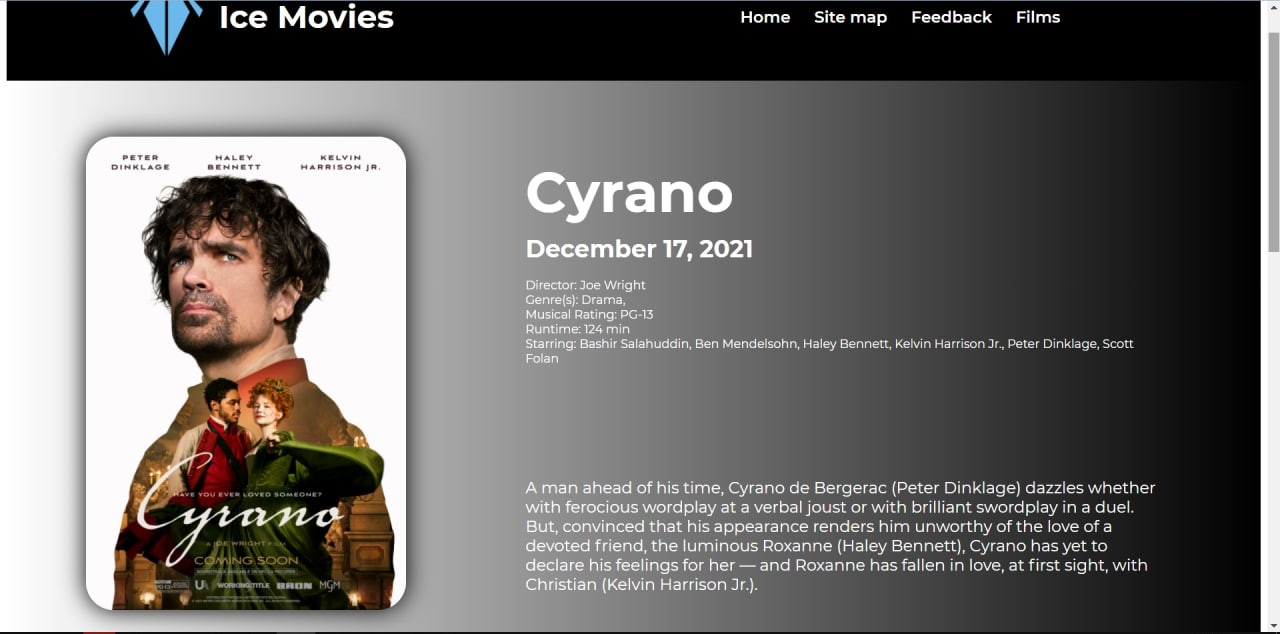 Ice Movies
Home Site map Feedback Films
PETER DINKLAGE
HALEY BENNETT
KELVIN HARRISON JR.
HAVE YOU EVER LOVED SOMEONE?
Cyrano
A JOE WRIGHT FILM
COMING SOON
WORKING TITLE BRON MGM
Cyrano
December 17, 2021
Director: Joe Wright
Genre(s): Drama,
Musical Rating: PG-13
Runtime: 124 min
Starring: Bashir Salahuddin, Ben Mendelsohn, Haley Bennett, Kelvin Harrison Jr., Peter Dinklage, Scott
Folan
A man ahead of his time, Cyrano de Bergerac (Peter Dinklage) dazzles whether
with ferocious wordplay at a verbal joust or with brilliant swordplay in a duel.
But, convinced that his appearance renders him unworthy of the love of a
devoted friend, the luminous Roxanne (Haley Bennett), Cyrano has yet to
declare his feelings for her — and Roxanne has fallen in love, at first sight, with
Christian (Kelvin Harrison Jr.).